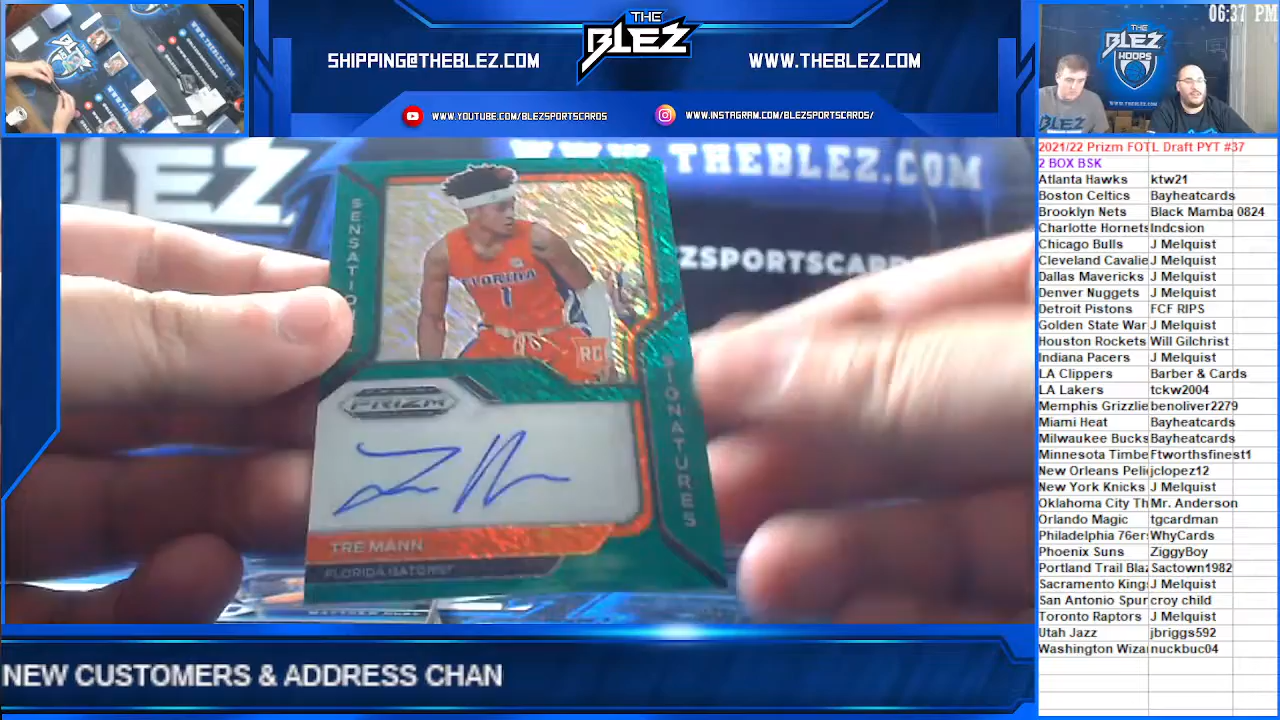 06:37 PM
THE BLEZ
SHIPPING@THEBLEZ.COM
WWW.THEBLEZ.COM
WWW.YOUTUBE.COM/BLEZSPORTSCARDS
WWW.INSTAGRAM.COM/BLEZSPORTSCARDS/
THE BLEZ HOOPS
LEZ
WWW.THEBLEZ.COM
ZSPORTSCARD
SENSATION
FLORIDA
1
RC
SIGNATURES
PRIZM
TRE MANN
FLORIDA GATORS
2021/22 Prizm FOTL Draft PYT #37
2 BOX BSK
Atlanta Hawks ktw21
Boston Celtics Bayheatcards
Brooklyn Nets Black Mamba 0824
Charlotte Hornets Indcsion
Chicago Bulls J Melquist
Cleveland Cavalie J Melquist
Dallas Mavericks J Melquist
Denver Nuggets J Melquist
Detroit Pistons FCF RIPS
Golden State War J Melquist
Houston Rockets Will Gilchrist
Indiana Pacers J Melquist
LA Clippers Barber & Cards
LA Lakers tckw2004
Memphis Grizzlie benoliver2279
Miami Heat Bayheatcards
Milwaukee Bucks Bayheatcards
Minnesota Timbe Ftworthsfinest1
New Orleans Peli jclopez12
New York Knicks J Melquist
Oklahoma City Th Mr. Anderson
Orlando Magic tgcardman
Philadelphia 76er WhyCards
Phoenix Suns ZiggyBoy
Portland Trail Bla Sactown1982
Sacramento King J Melquist
San Antonio Spur croy child
Toronto Raptors J Melquist
Utah Jazz jbriggs592
Washington Wiza nuckbuc04
NEW CUSTOMERS & ADDRESS CHAN